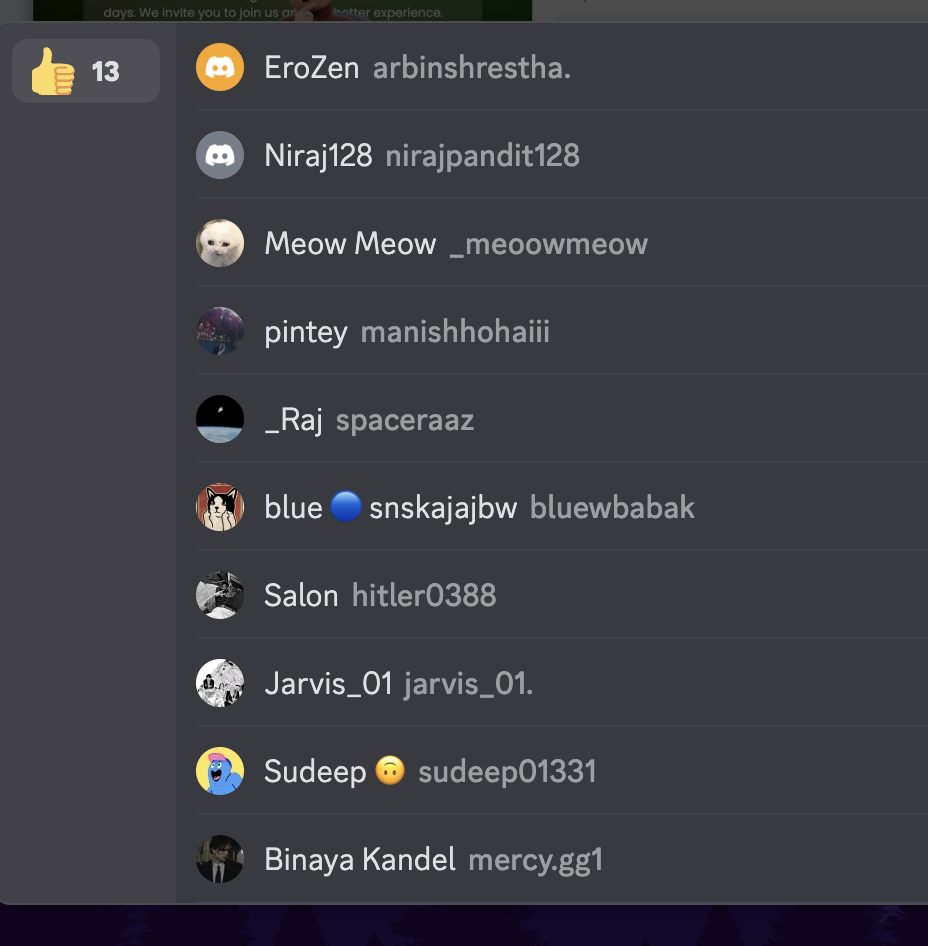 days. We invite you to join us an better experience.
13
EroZen arbinshrestha.
Niraj128 nirajpandit128
Meow Meow _meoowmeow
pintey manishhohaiii
_Raj spaceraaz
blue 🔵 snskajajbw bluewbabak
Salon hitler0388
Jarvis_01 jarvis_01.
Sudeep 🙃 sudeep01331
Binaya Kandel mercy.gg1